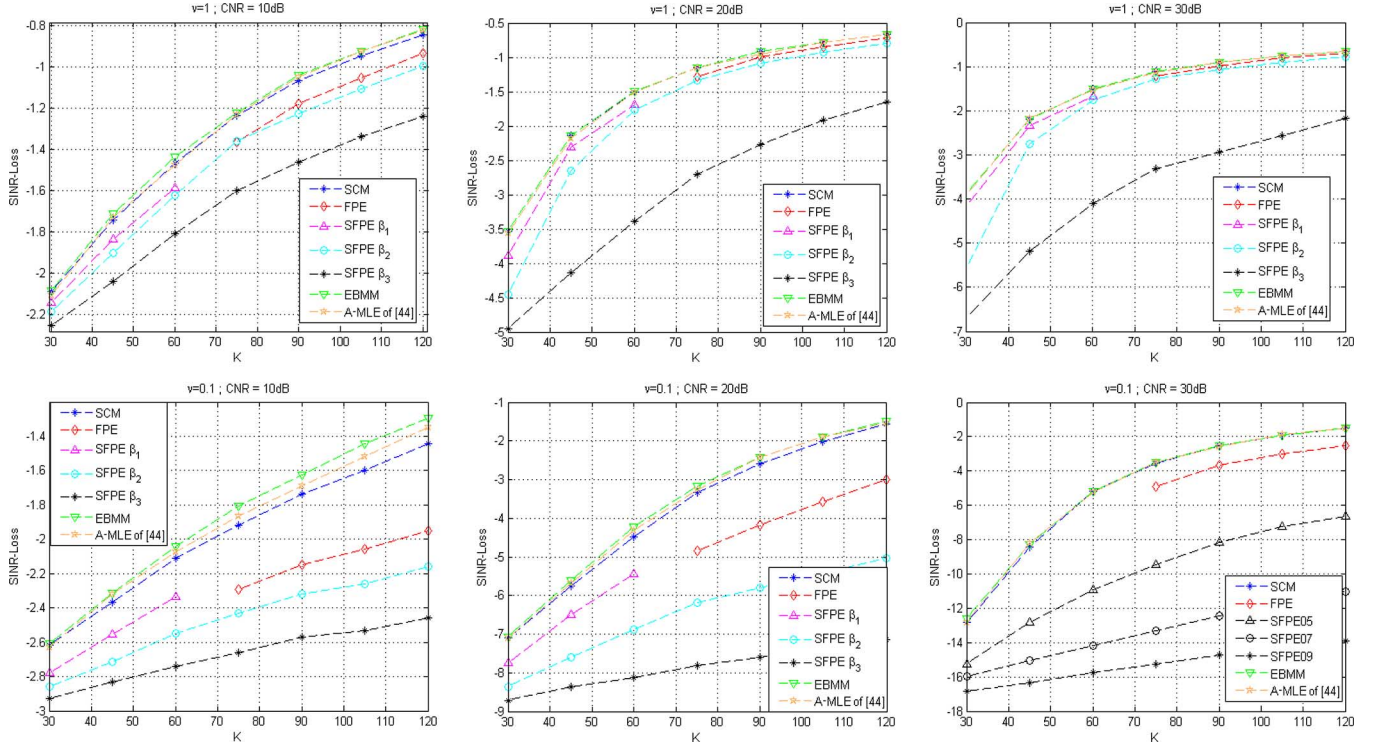 v=1 ; CNR = 10dB
-0.8
-1
-1.2
-1.4
-1.6
-1.8
-2
-2.2
SINR-Loss
30 40 50 60 70 80 90 100 110 120
K
SCM
FPE
SFPE β1
SFPE β2
SFPE β3
EBMM
A-MLE of [44]
v=1 ; CNR = 20dB
-0.5
-1
-1.5
-2
-2.5
-3
-3.5
-4
-4.5
-5
SINR-Loss
30 40 50 60 70 80 90 100 110 120
K
SCM
FPE
SFPE β1
SFPE β2
SFPE β3
EBMM
A-MLE of [44]
v=1 ; CNR = 30dB
0
-1
-2
-3
-4
-5
-6
-7
SINR-Loss
30 40 50 60 70 80 90 100 110 120
K
SCM
FPE
SFPE β1
SFPE β2
SFPE β3
EBMM
A-MLE of [44]
v=0.1 ; CNR = 10dB
-1.4
-1.6
-1.8
-2
-2.2
-2.4
-2.6
-2.8
-3
SINR-Loss
30 40 50 60 70 80 90 100 110 120
K
SCM
FPE
SFPE β1
SFPE β2
SFPE β3
EBMM
A-MLE of [44]
v=0.1 ; CNR = 20dB
-1
-2
-3
-4
-5
-6
-7
-8
-9
SINR-Loss
30 40 50 60 70 80 90 100 110 120
K
SCM
FPE
SFPE β1
SFPE β2
SFPE β3
EBMM
A-MLE of [44]
v=0.1 ; CNR = 30dB
0
-2
-4
-6
-8
-10
-12
-14
-16
-18
SINR-Loss
30 40 50 60 70 80 90 100 110 120
K
SCM
FPE
SFPE05
SFPE07
SFPE09
EBMM
A-MLE of [44]